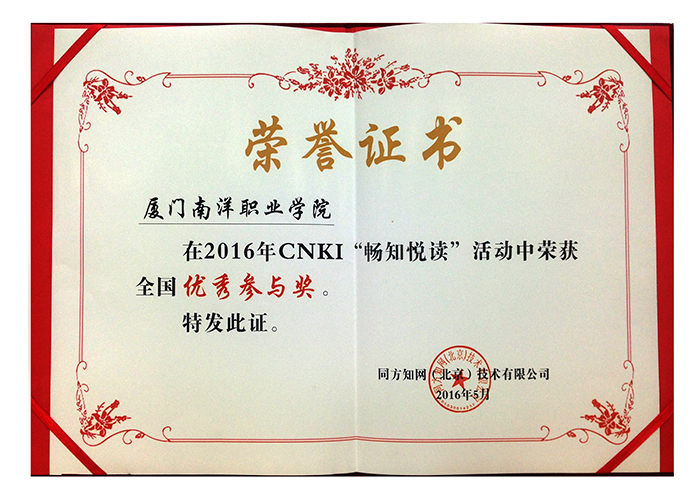 荣誉证书
厦门南洋职业学院
在2016年CNKI“畅知悦读”活动中荣获
全国优秀参与奖。
特发此证。
同方知网（北京）技术有限公司
2016年5月